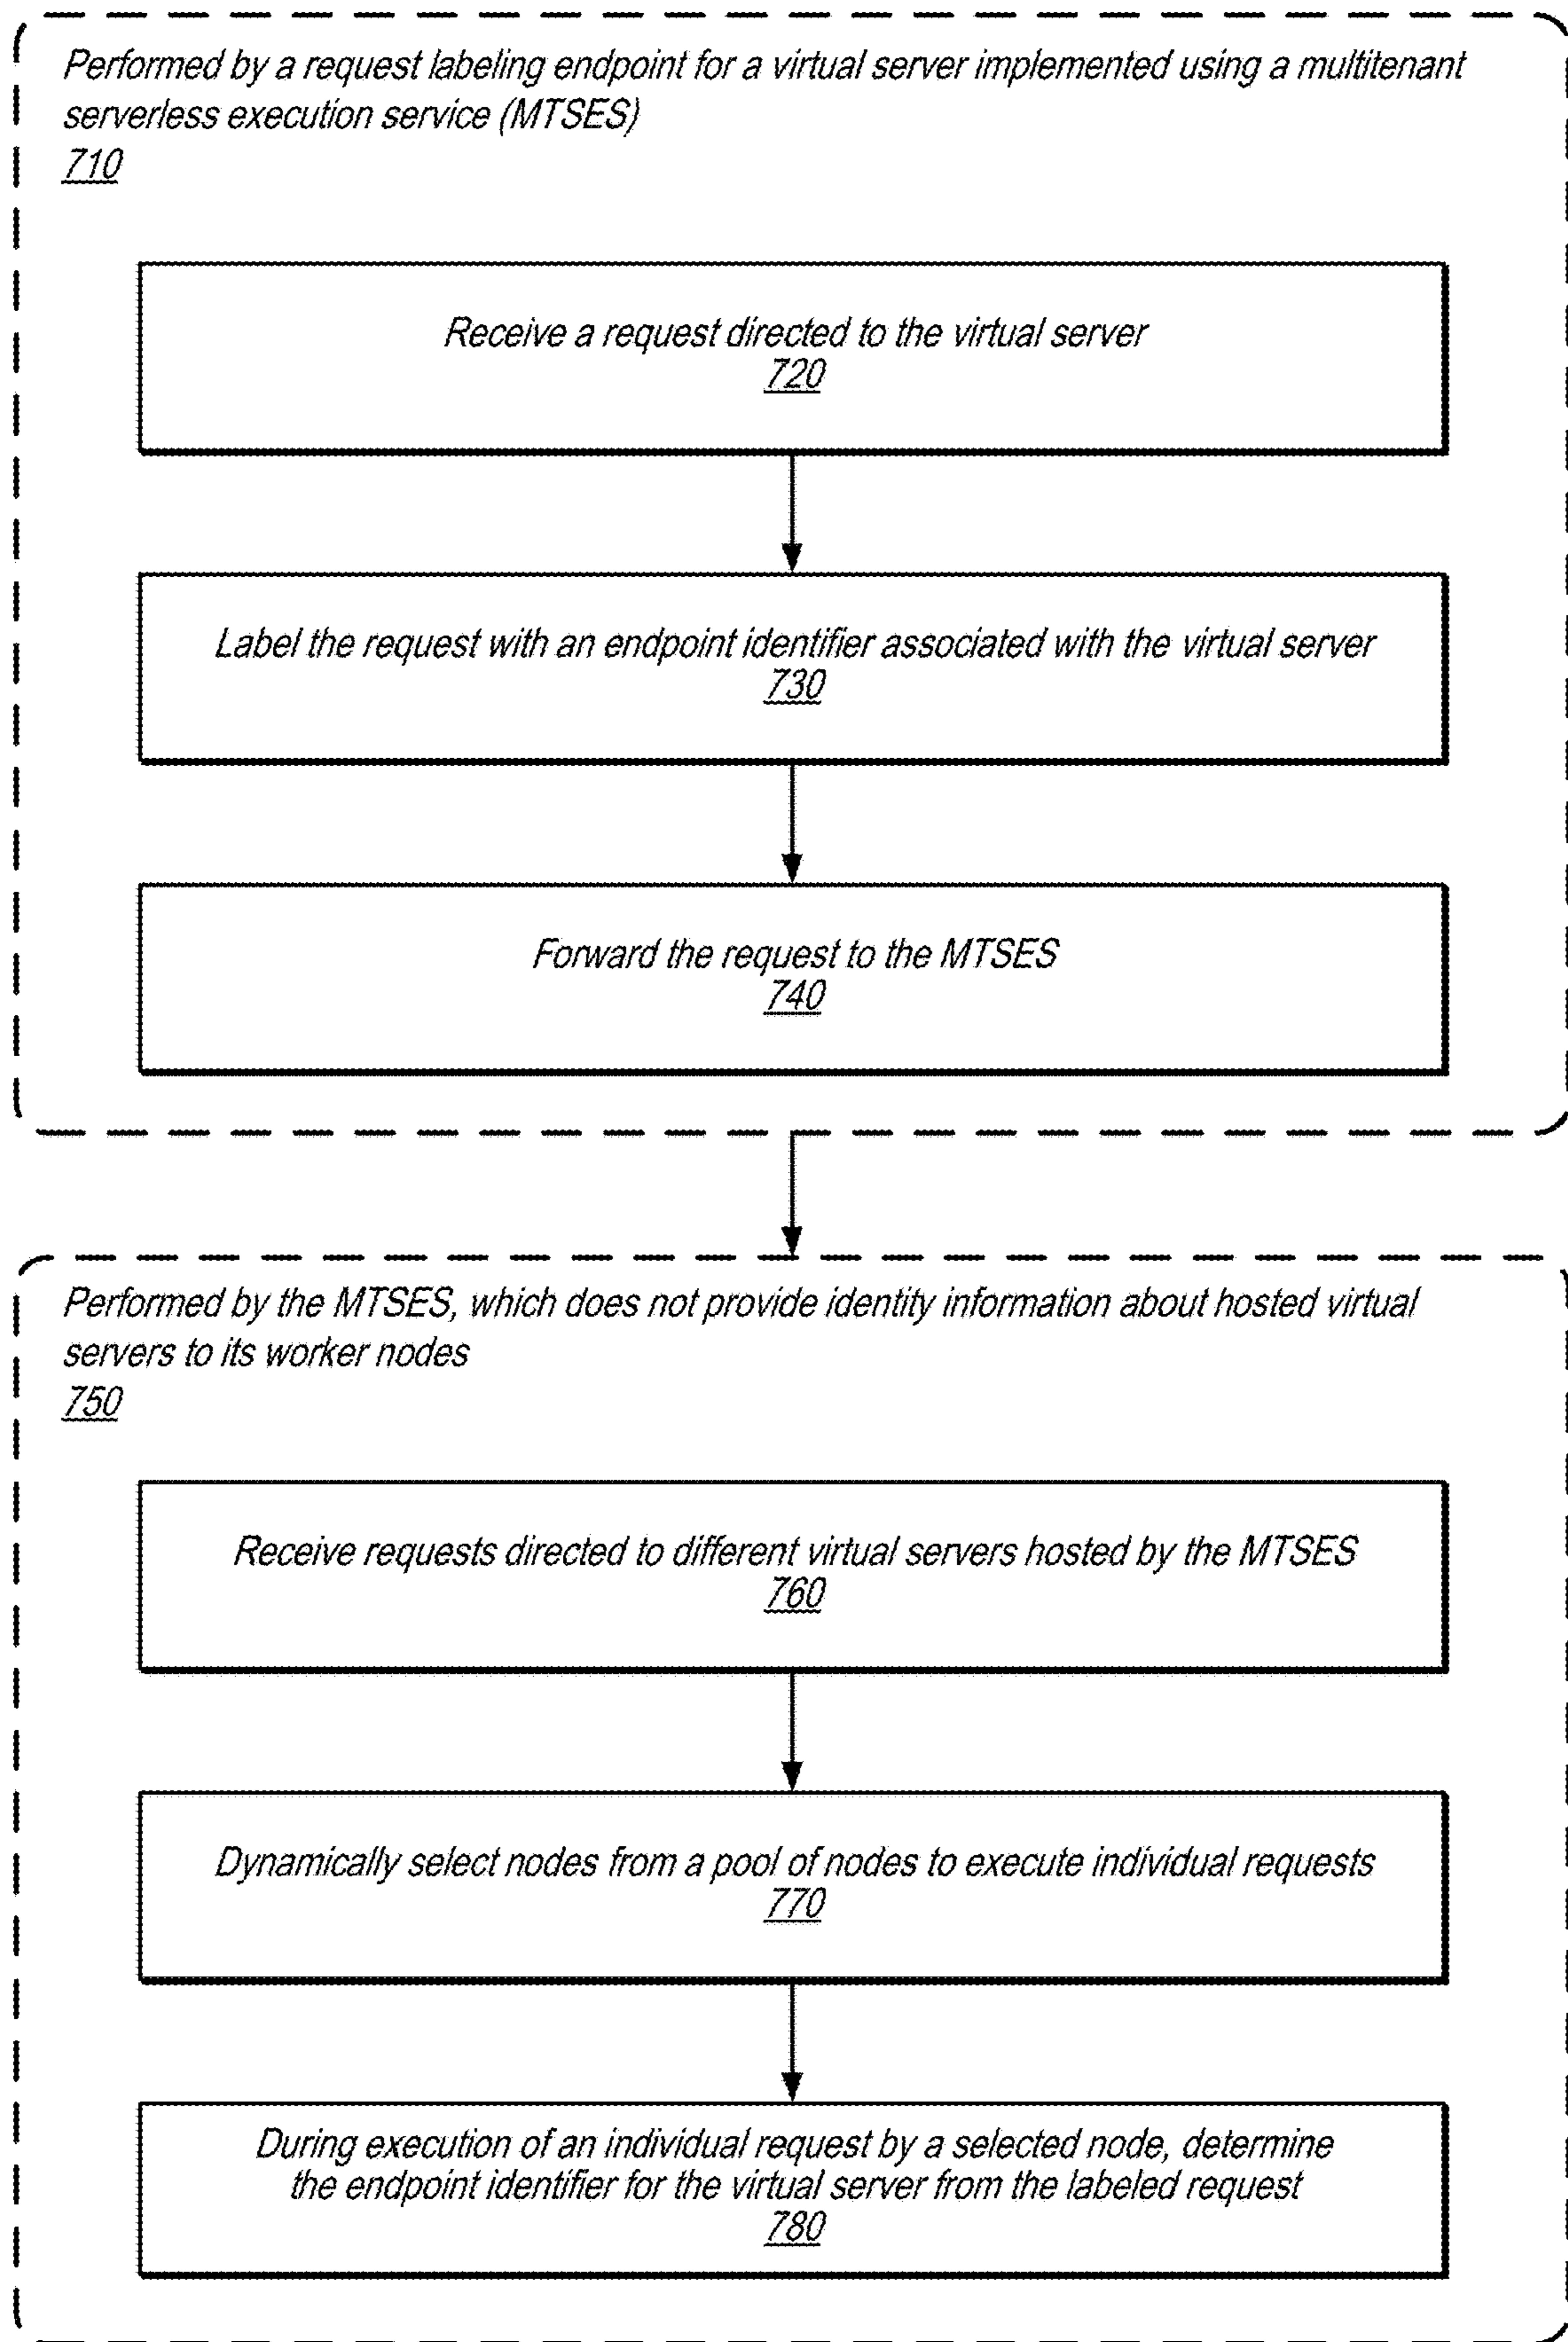 Performed by a request labeling endpoint for a virtual server implemented using a multitenant
serverless execution service (MTSES)
710
Receive a request directed to the virtual server
720
Label the request with an endpoint identifier associated with the virtual server
730
Forward the request to the MTSES
740
Performed by the MTSES, which does not provide identity information about hosted virtual
servers to its worker nodes
750
Receive requests directed to different virtual servers hosted by the MTSES
760
Dynamically select nodes from a pool of nodes to execute individual requests
770
During execution of an individual request by a selected node, determine
the endpoint identifier for the virtual server from the labeled request
780